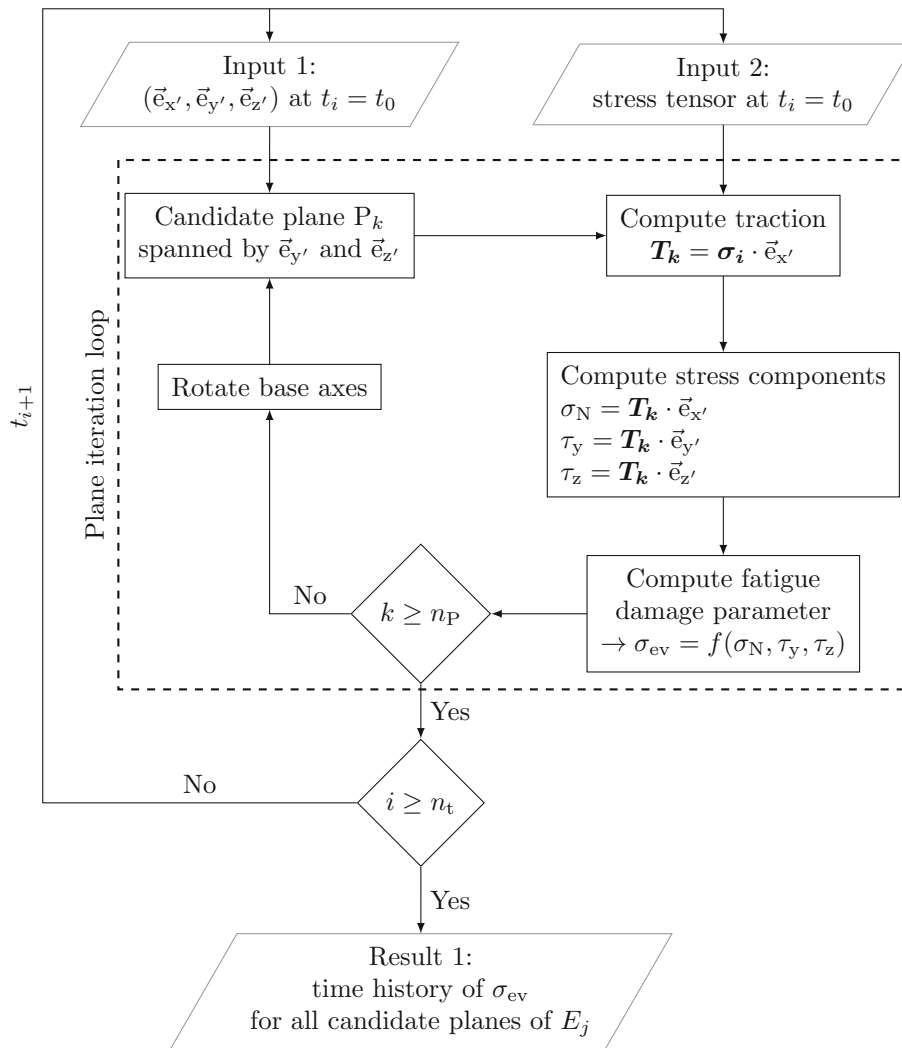 Input 1:
(e⃗x′, e⃗y′, e⃗z′) at ti = t0
Input 2:
stress tensor at ti = t0
Candidate plane Pk
spanned by e⃗y′ and e⃗z′
Compute traction
Tk = σi · e⃗x′
Plane iteration loop
ti+1
Rotate base axes
Compute stress components
σN = Tk · e⃗x′
τy = Tk · e⃗y′
τz = Tk · e⃗z′
No
k ≥ nP
Compute fatigue
damage parameter
→ σev = f(σN, τy, τz)
Yes
No
i ≥ nt
Yes
Result 1:
time history of σev
for all candidate planes of Ej